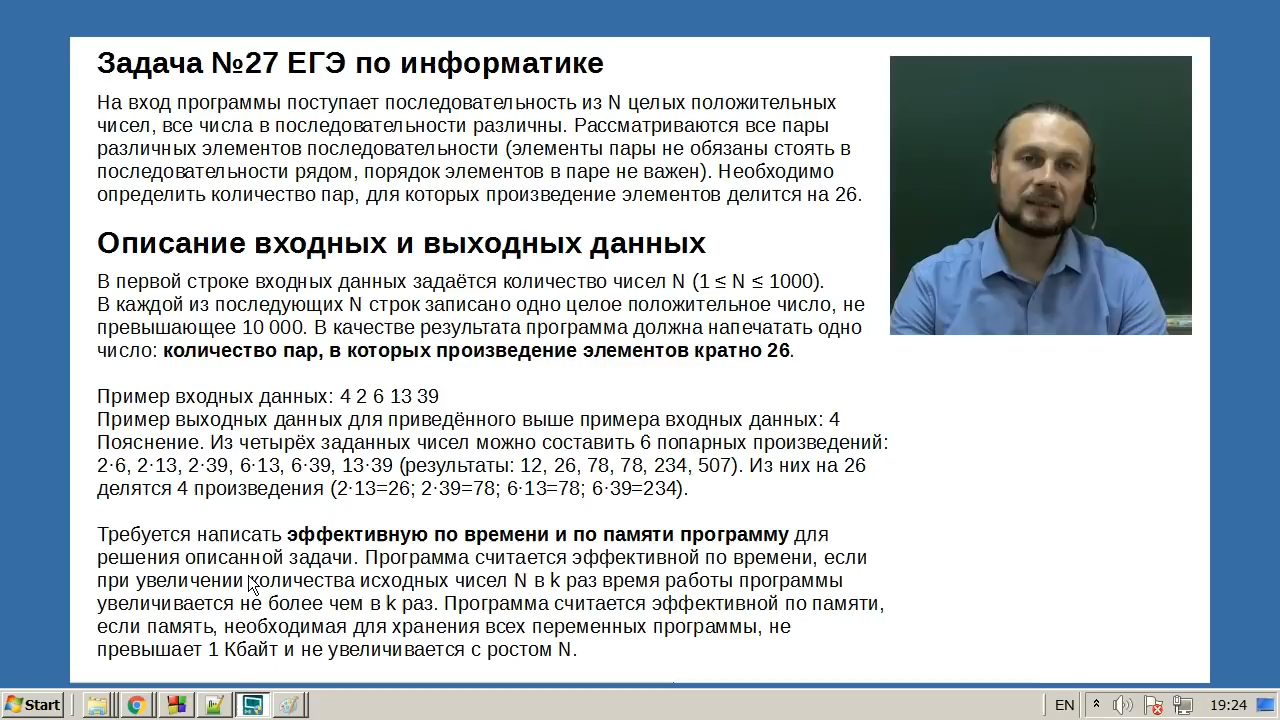 Задача №27 ЕГЭ по информатике
На вход программы поступает последовательность из N целых положительных
чисел, все числа в последовательности различны. Рассматриваются все пары
различных элементов последовательности (элементы пары не обязаны стоять в
последовательности рядом, порядок элементов в паре не важен). Необходимо
определить количество пар, для которых произведение элементов делится на 26.
Описание входных и выходных данных
В первой строке входных данных задаётся количество чисел N (1 ≤ N ≤ 1000).
В каждой из последующих N строк записано одно целое положительное число, не
превышающее 10 000. В качестве результата программа должна напечатать одно
число: количество пар, в которых произведение элементов кратно 26.
Пример входных данных: 4 2 6 13 39
Пример выходных данных для приведённого выше примера входных данных: 4
Пояснение. Из четырёх заданных чисел можно составить 6 попарных произведений:
2·6, 2·13, 2·39, 6·13, 6·39, 13·39 (результаты: 12, 26, 78, 78, 234, 507). Из них на 26
делятся 4 произведения (2·13=26; 2·39=78; 6·13=78; 6·39=234).
Требуется написать эффективную по времени и по памяти программу для
решения описанной задачи. Программа считается эффективной по времени, если
при увеличении количества исходных чисел N в k раз время работы программы
увеличивается не более чем в k раз. Программа считается эффективной по памяти,
если память, необходимая для хранения всех переменных программы, не
превышает 1 Кбайт и не увеличивается с ростом N.
Start EN 19:24